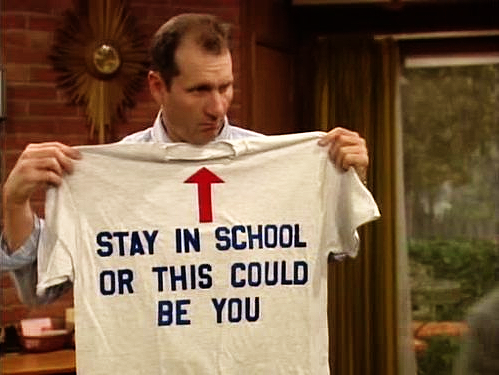 STAY IN SCHOOL
OR THIS COULD
BE YOU